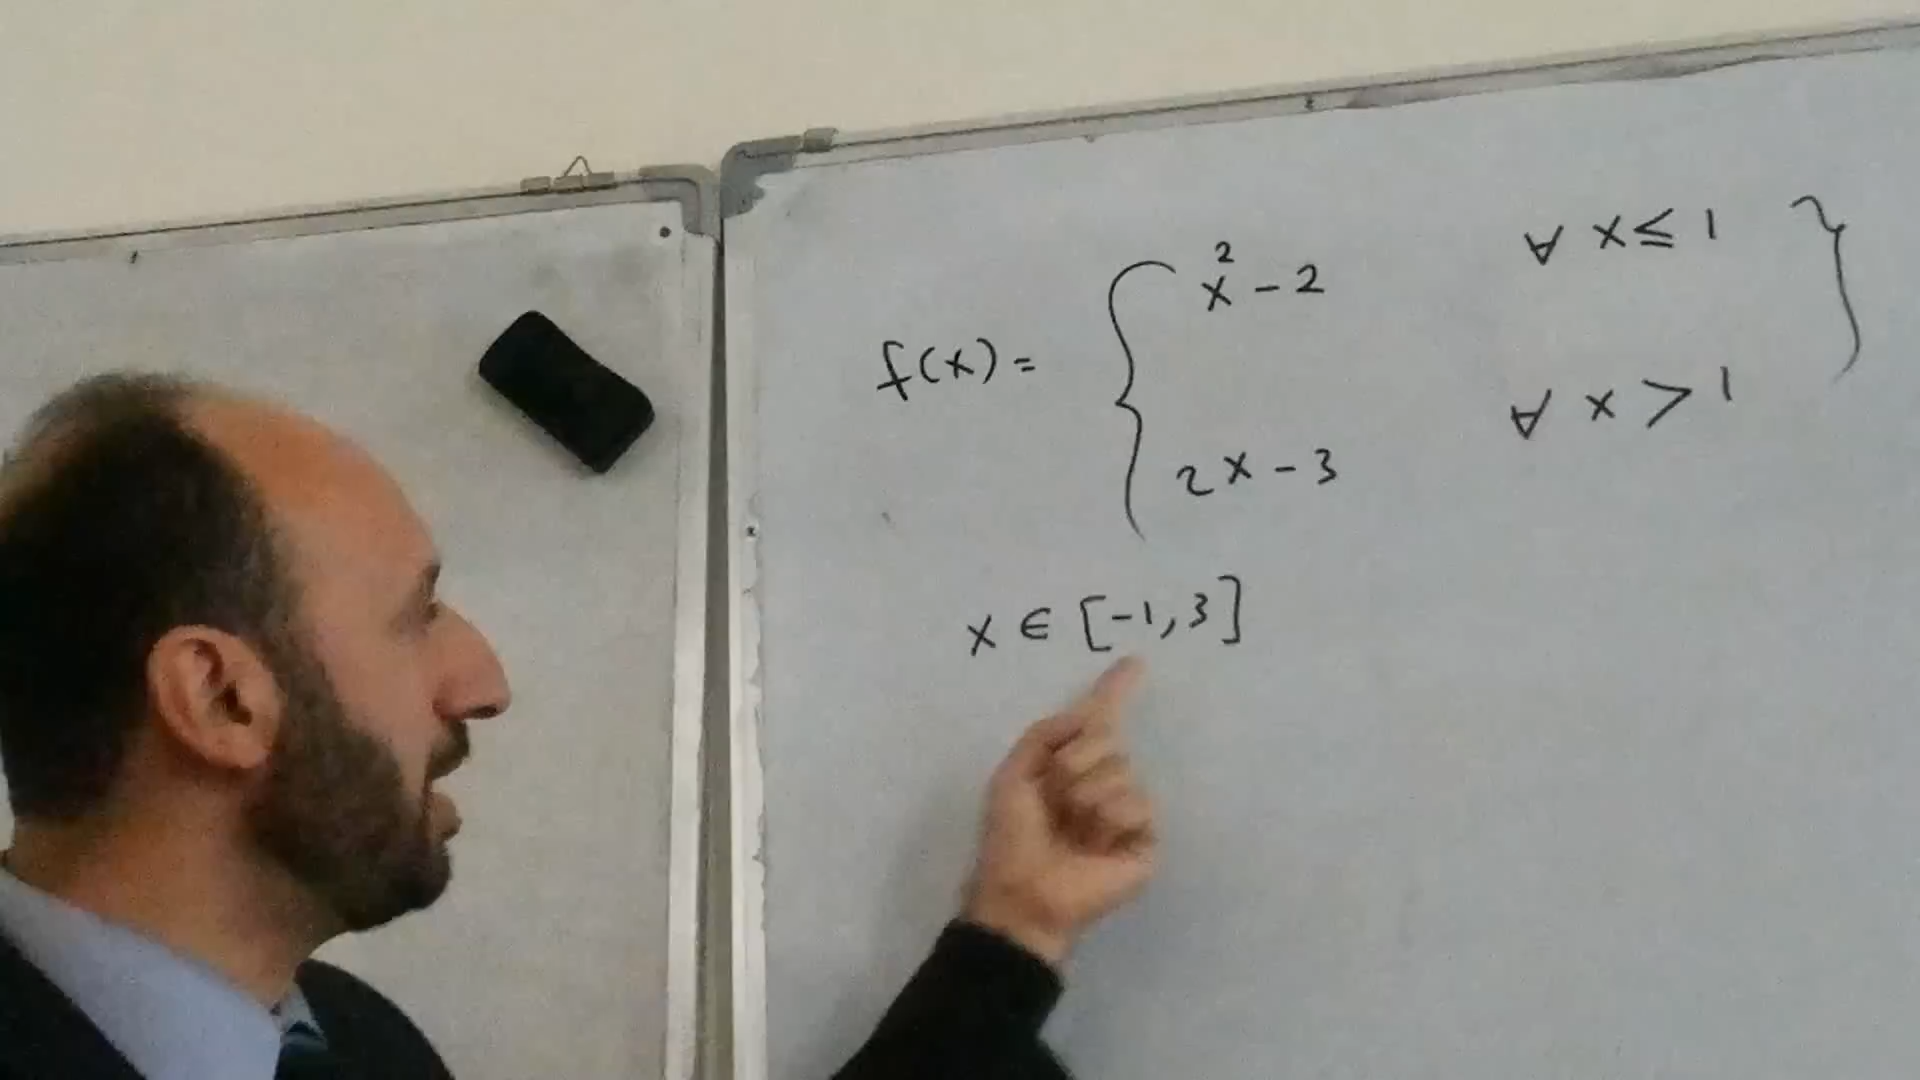 f(x) = { x² - 2 ∀ x ≤ 1 }
2x - 3 ∀ x > 1
x ∈ [-1, 3]